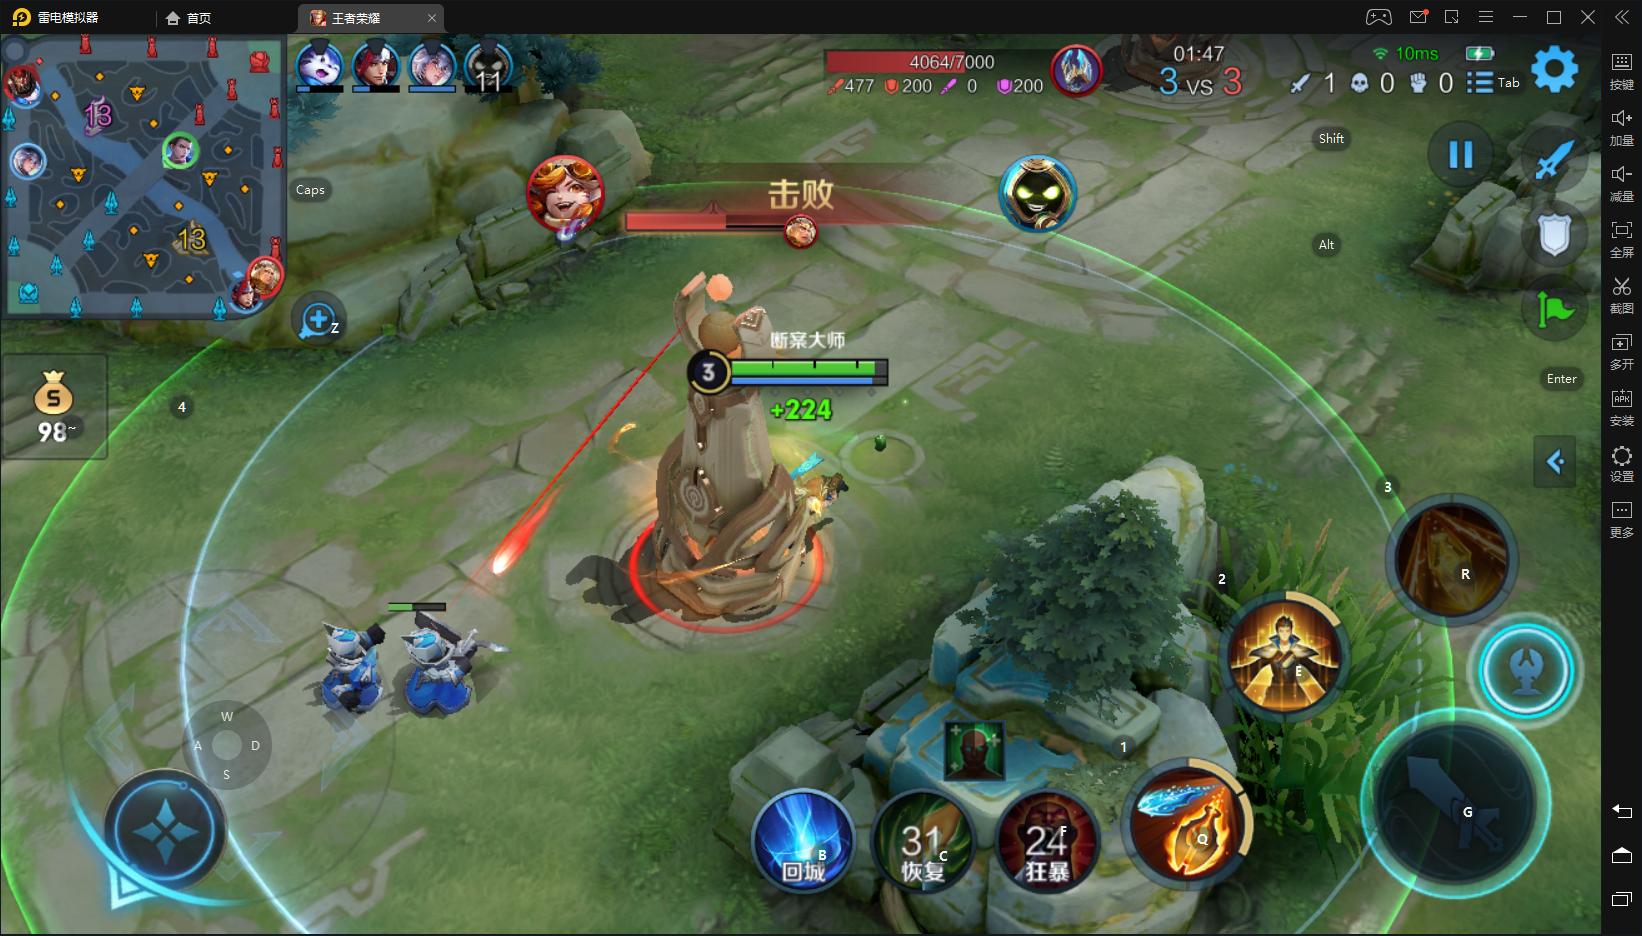 雷电模拟器
首页
王者荣耀
11
4064/7000
477 200 0 200
01:47
3 VS 3
10ms
1 0 0
Tab
13
13
Caps
击败
Shift
Alt
Z
断案大师
3
+224
Enter
98~
4
3
R
2
E
W
A D
S
1
B
回城
31
C
恢复
24
F
狂暴
Q
G
按键
加量
减量
全屏
截图
多开
APK
安装
设置
更多